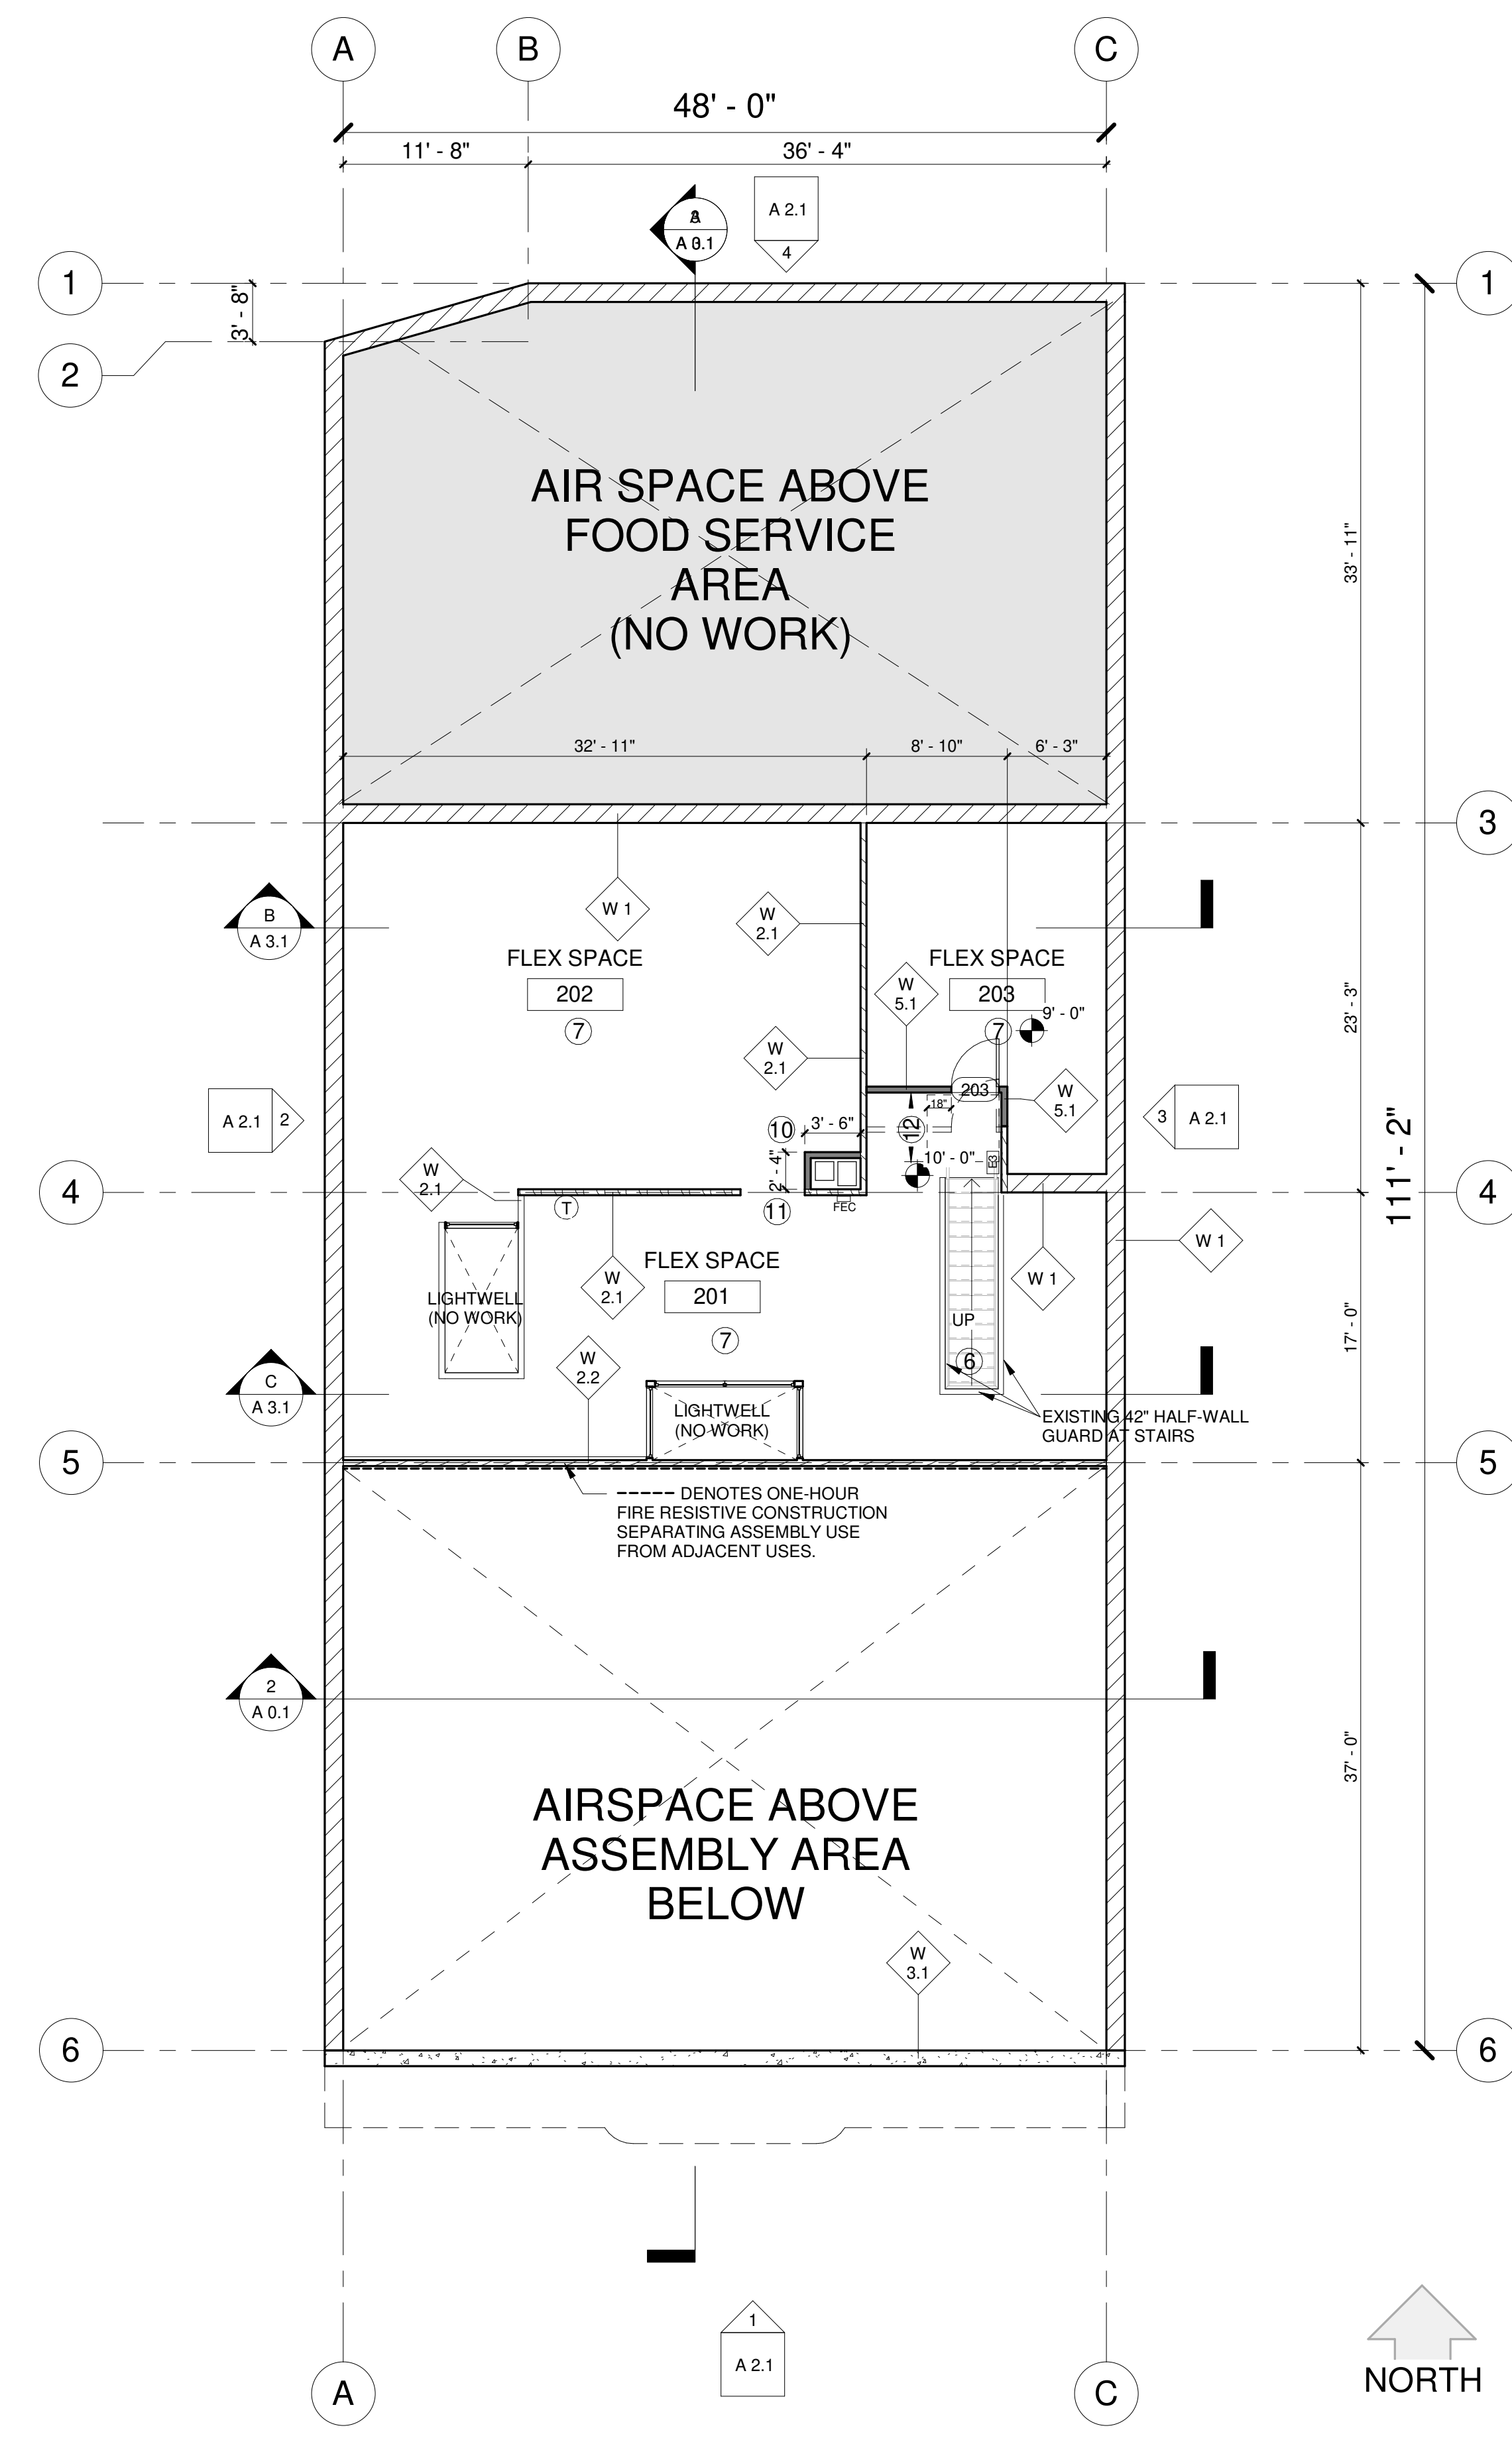 A
B
C
48' - 0"
11' - 8"
36' - 4"
A 2.1
4
1
1
3' - 8"
2
AIR SPACE ABOVE
FOOD SERVICE
AREA
(NO WORK)
33' - 11"
32' - 11"
8' - 10"
6' - 3"
3
W 1
W
2.1
B
A 3.1
FLEX SPACE
202
7
FLEX SPACE
203
7
9' - 0"
W
5.1
23' - 3"
W
2.1
203
W
5.1
18"
A 2.1
2
3
A 2.1
111' - 2"
10
3' - 6"
12
10' - 0"
E3
2' - 4"
W
2.1
4
4
T
11
FEC
W 1
FLEX SPACE
201
7
W
2.1
W 1
LIGHTWELL
(NO WORK)
UP
6
17' - 0"
W
2.2
C
A 3.1
LIGHTWELL
(NO WORK)
EXISTING 42" HALF-WALL
GUARD AT STAIRS
5
5
DENOTES ONE-HOUR
FIRE RESISTIVE CONSTRUCTION
SEPARATING ASSEMBLY USE
FROM ADJACENT USES.
2
A 0.1
37' - 0"
AIRSPACE ABOVE
ASSEMBLY AREA
BELOW
W
3.1
6
6
1
A 2.1
A
C
NORTH